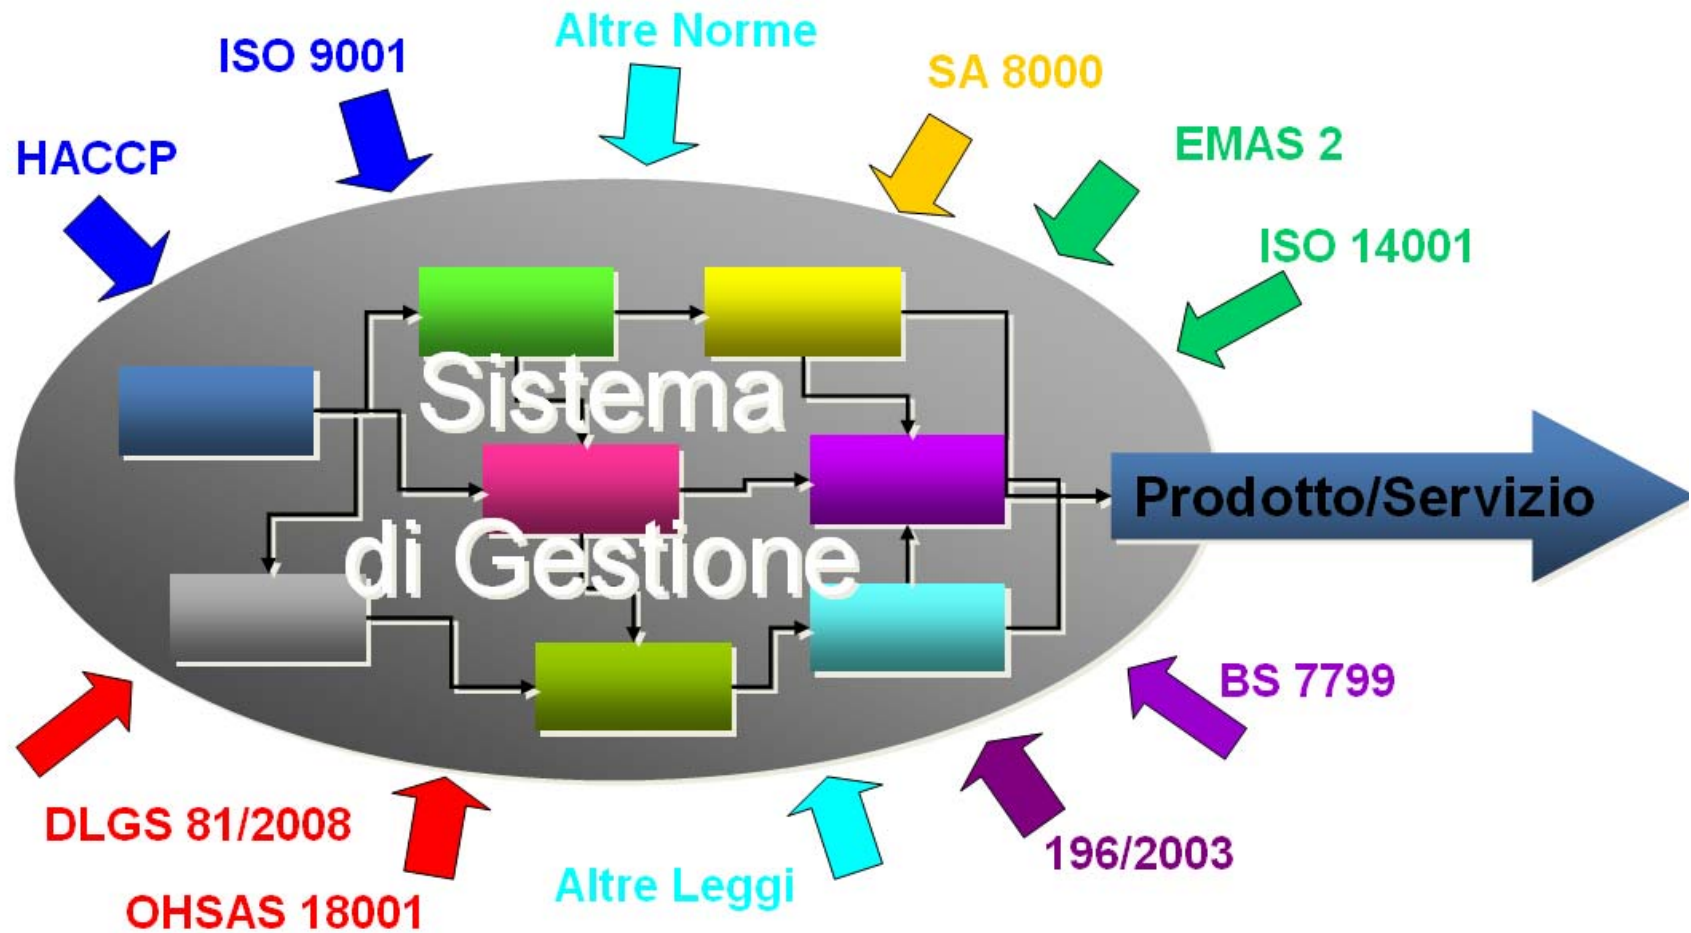 Altre Norme
ISO 9001
SA 8000
HACCP
EMAS 2
ISO 14001
Sistema
di Gestione
Prodotto/Servizio
BS 7799
DLGS 81/2008
196/2003
Altre Leggi
OHSAS 18001